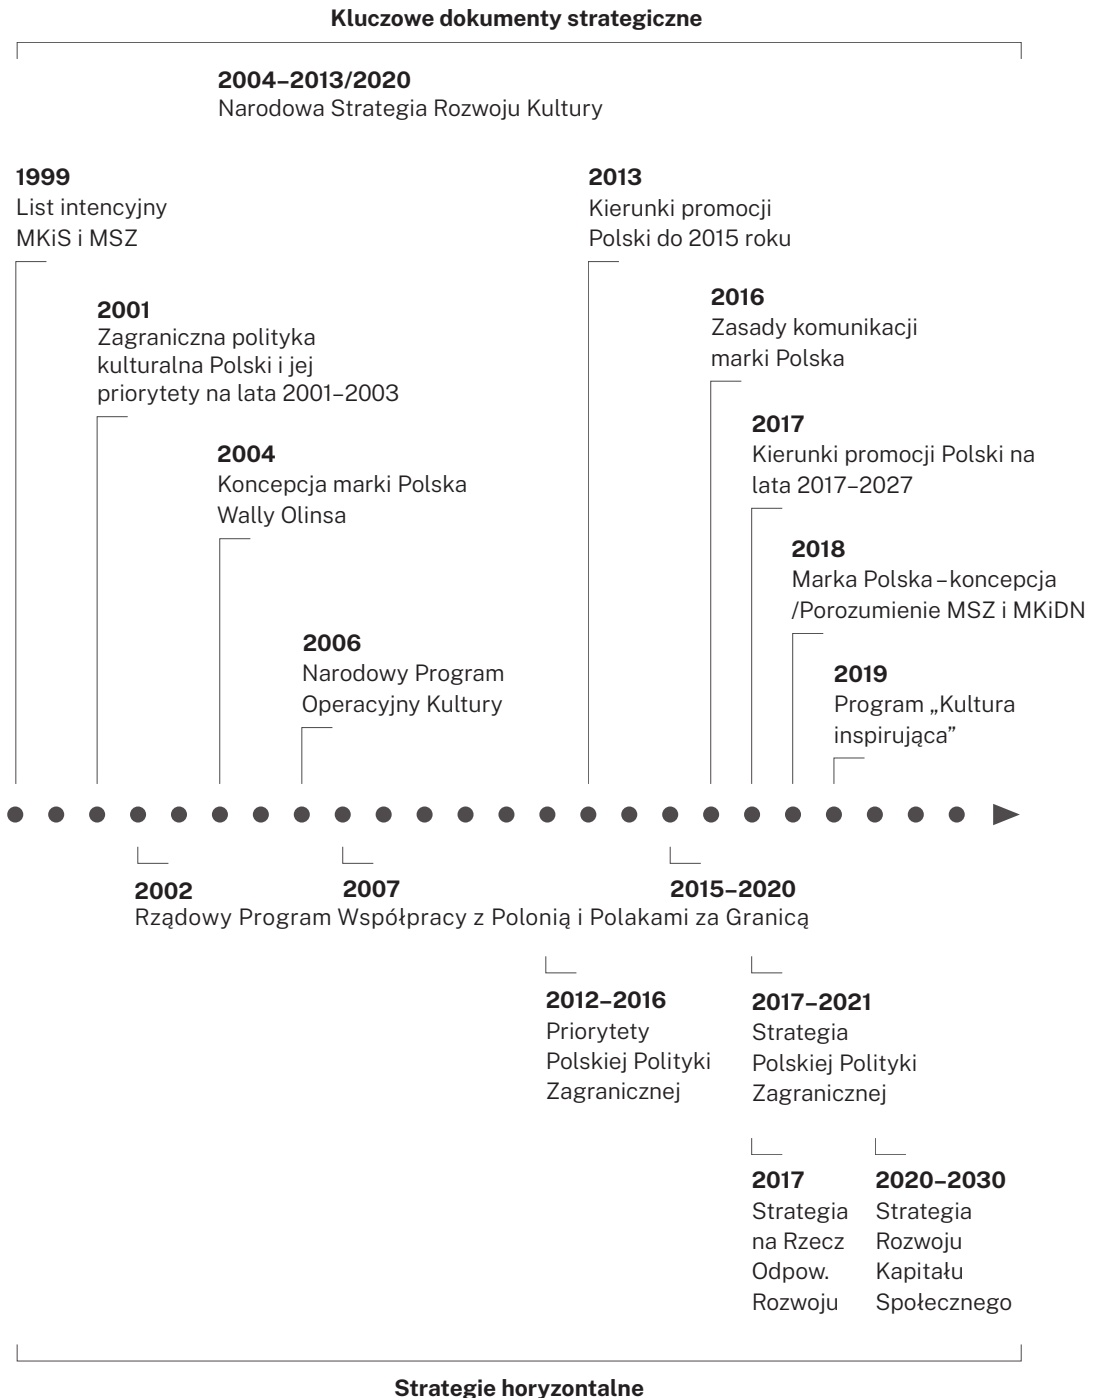 Kluczowe dokumenty strategiczne
2004–2013/2020
Narodowa Strategia Rozwoju Kultury
1999
List intencyjny
MKiS i MSZ
2001
Zagraniczna polityka
kulturalna Polski i jej
priorytety na lata 2001–2003
2004
Koncepcja marki Polska
Wally Olinsa
2006
Narodowy Program
Operacyjny Kultury
2013
Kierunki promocji
Polski do 2015 roku
2016
Zasady komunikacji
marki Polska
2017
Kierunki promocji Polski na
lata 2017–2027
2018
Marka Polska – koncepcja
/Porozumienie MSZ i MKiDN
2019
Program „Kultura
inspirująca”
2002 2007 2015–2020
Rządowy Program Współpracy z Polonią i Polakami za Granicą
2012–2016
Priorytety
Polskiej Polityki
Zagranicznej
2017–2021
Strategia
Polskiej Polityki
Zagranicznej
2017
Strategia
na Rzecz
Odpow.
Rozwoju
2020–2030
Strategia
Rozwoju
Kapitału
Społecznego
Strategie horyzontalne